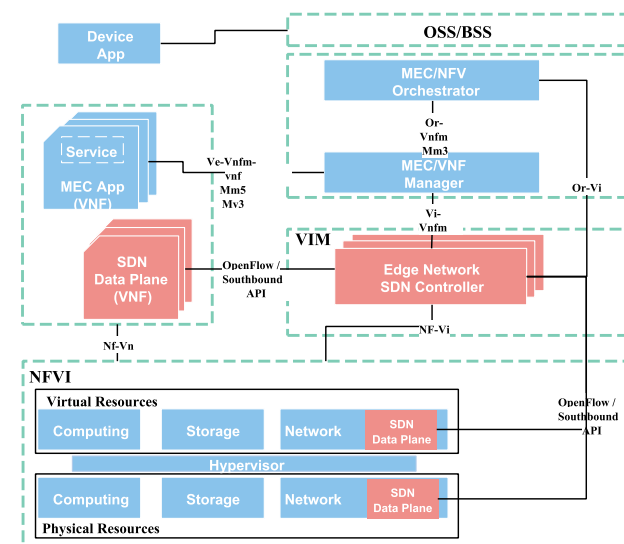 Device
App
OSS/BSS
MEC/NFV
Orchestrator
Or-
Vnfm
Mm3
Service
MEC App
(VNF)
Ve-Vnfm-
vnf
Mm5
Mv3
MEC/VNF
Manager
Or-Vi
Vi-
Vnfm
VIM
SDN
Data Plane
(VNF)
OpenFlow /
Southbound
API
Edge Network
SDN Controller
NF-Vi
Nf-Vn
NFVI
Virtual Resources
Computing
Storage
Network
SDN
Data Plane
OpenFlow /
Southbound
API
Hypervisor
Computing
Storage
Network
SDN
Data Plane
Physical Resources